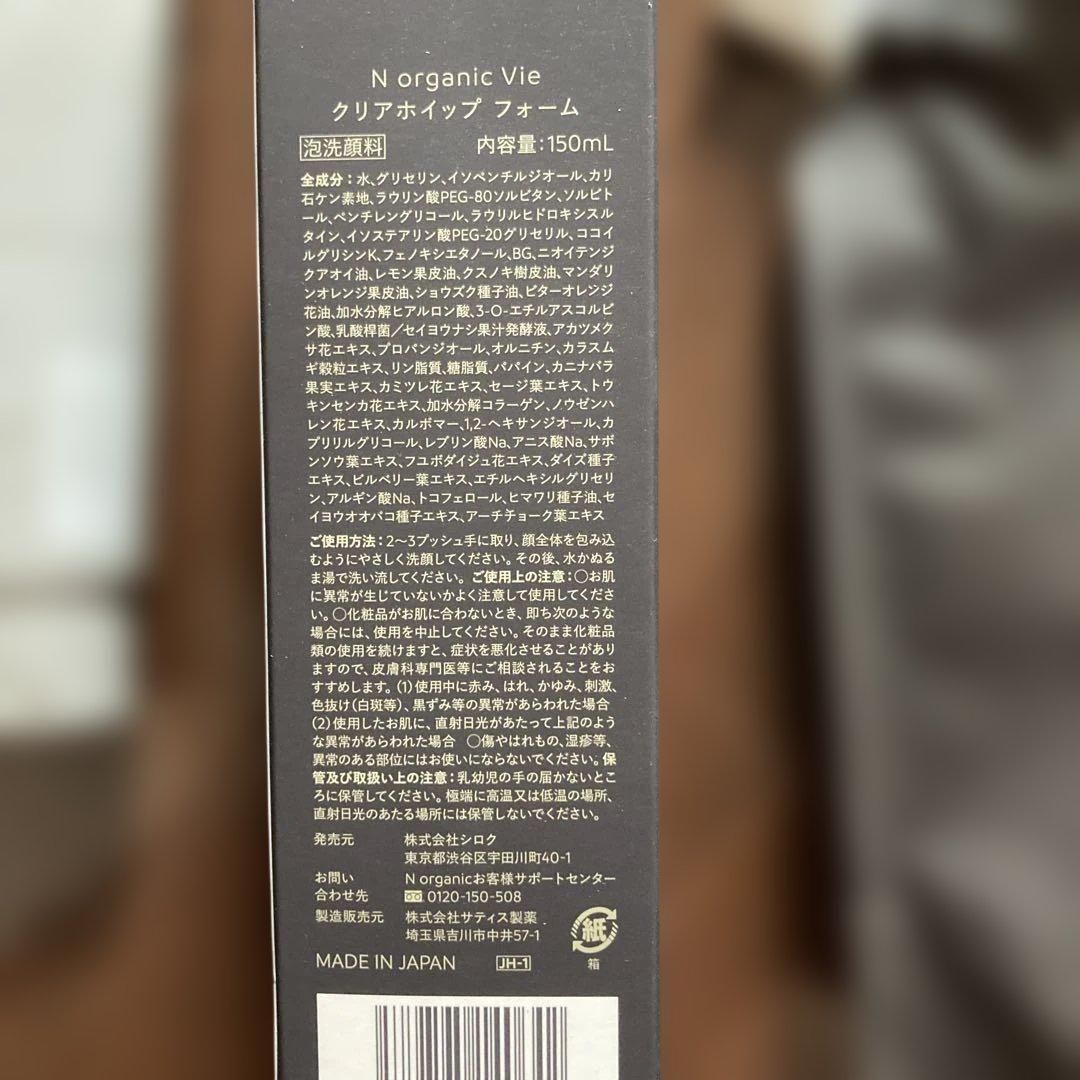 N organic Vie
クリアホイップ フォーム
泡洗顔料 内容量：150mL
全成分：水、グリセリン、イソペンチルジオール、カリ
石ケン素地、ラウリン酸PEG-80ソルビタン、ソルビト
ール、ペンチレングリコール、ラウリルヒドロキシスル
タイン、イソステアリン酸PEG-20グリセリル、ココイ
ルグリシンK、フェノキシエタノール、BG、ニオイテンジ
クアオイ油、レモン果皮油、クスノキ樹皮油、マンダリ
ンオレンジ果皮油、ショウズク種子油、ビターオレンジ
花油、加水分解ヒアルロン酸、3-O-エチルアスコルビ
ン酸、乳酸桿菌／セイヨウナシ果汁発酵液、アカツメク
サ花エキス、プロパンジオール、オルニチン、カラスム
ギ穀粒エキス、リン脂質、糖脂質、パパイン、カニナバラ
果実エキス、カミツレ花エキス、セージ葉エキス、トウ
キンセンカ花エキス、加水分解コラーゲン、ノウゼンハ
レン花エキス、カルボマー、1,2-ヘキサンジオール、カ
プリリルグリコール、レブリン酸Na、アニス酸Na、サボ
ンソウ葉エキス、フユボダイジュ花エキス、ダイズ種子
エキス、ビルベリー葉エキス、エチルヘキシルグリセリ
ン、アルギン酸Na、トコフェロール、ヒマワリ種子油、セ
イヨウオオバコ種子エキス、アーチチョーク葉エキス
ご使用方法：2～3プッシュ手に取り、顔全体を包み込
むようにやさしく洗顔してください。その後、水かぬる
ま湯で洗い流してください。ご使用上の注意：○お肌
に異常が生じていないかよく注意して使用してくださ
い。○化粧品がお肌に合わないとき、即ち次のような
場合には、使用を中止してください。そのまま化粧品
類の使用を続けますと、症状を悪化させることがあり
ますので、皮膚科専門医等にご相談されることをお
すすめします。(1)使用中に赤み、はれ、かゆみ、刺激、
色抜け(白斑等)、黒ずみ等の異常があらわれた場合
(2)使用したお肌に、直射日光があたって上記のよう
な異常があらわれた場合 ○傷やはれもの、湿疹等、
異常のある部位にはお使いにならないでください。保
管及び取扱い上の注意：乳幼児の手の届かないとこ
ろに保管してください。極端に高温又は低温の場所、
直射日光のあたる場所には保管しないでください。
発売元 株式会社シロク
東京都渋谷区宇田川町40-1
お問い N organicお客様サポートセンター
合わせ先 0120-150-508
製造販売元 株式会社サティス製薬
埼玉県吉川市中井57-1
紙
箱
MADE IN JAPAN JH-1